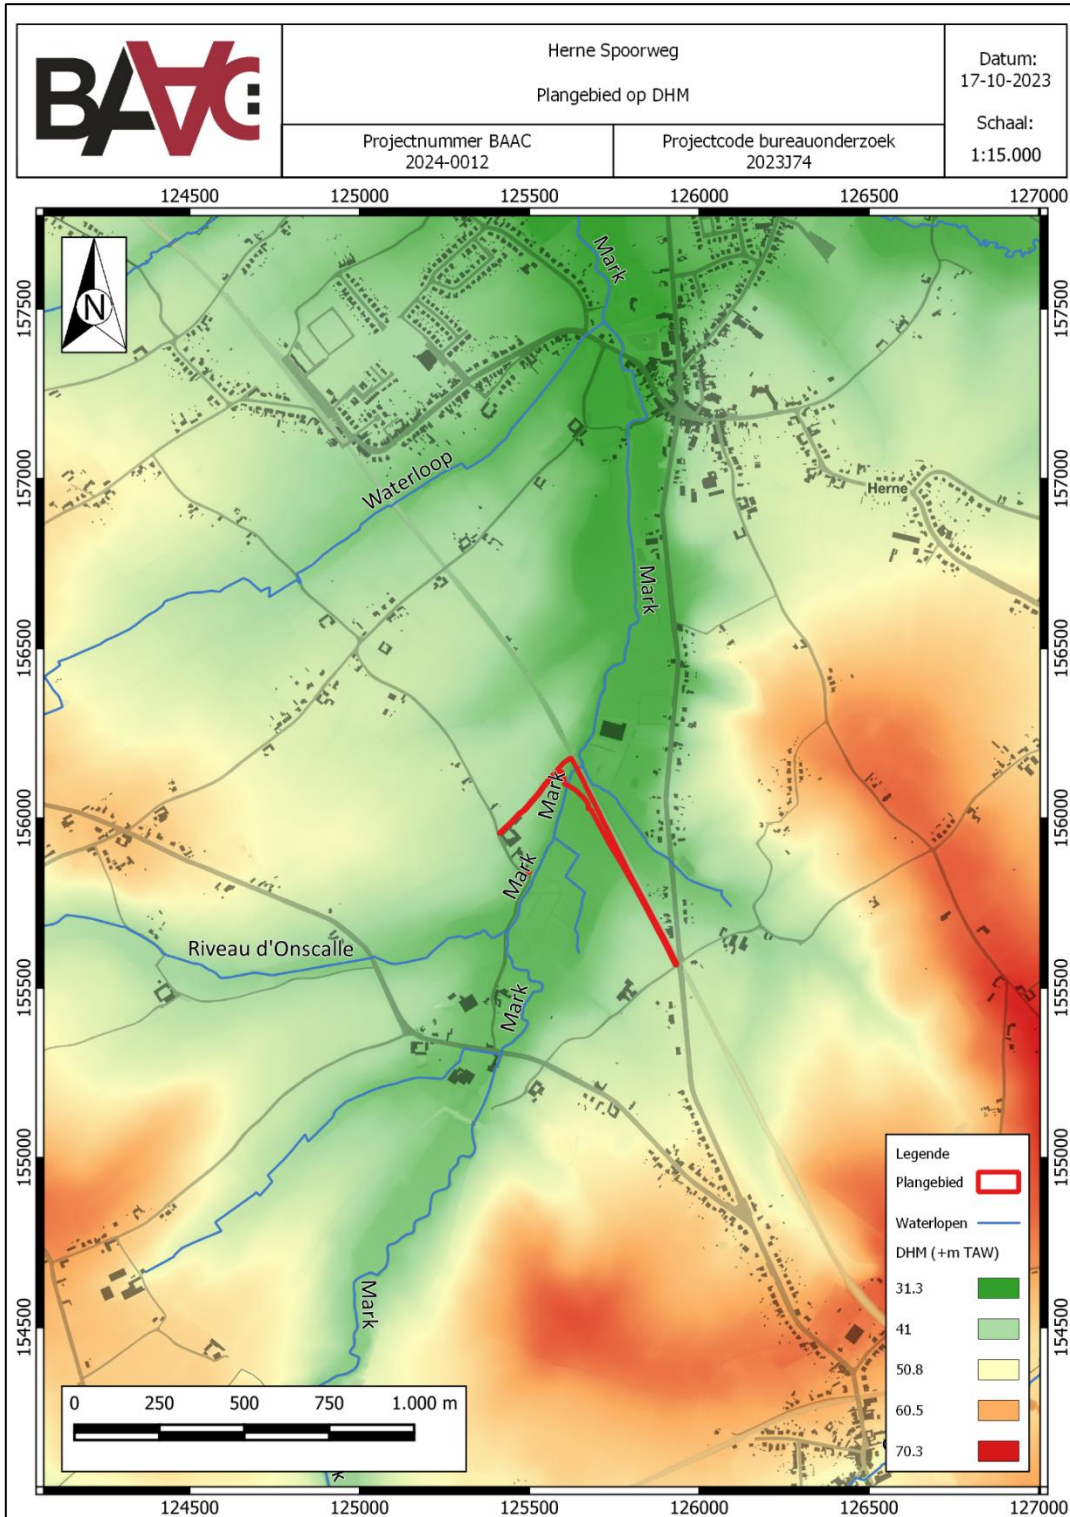 BAAC
Herne Spoorweg
Plangebied op DHM
Datum:
17-10-2023
Schaal:
1:15.000
Projectnummer BAAC
2024-0012
Projectcode bureauonderzoek
2023J74
124500 125000 125500 126000 126500 127000
157500
157000
156500
156000
155500
155000
154500
157500
157000
156500
156000
155500
155000
154500
N
Mark
Waterloop
Herne
Mark
Mark
Mark
Riveau d'Onscalle
Mark
Mark
Legende
Plangebied
Waterlopen
DHM (+m TAW)
31.3
41
50.8
60.5
70.3
0 250 500 750 1.000 m
124500 125000 125500 126000 126500 127000